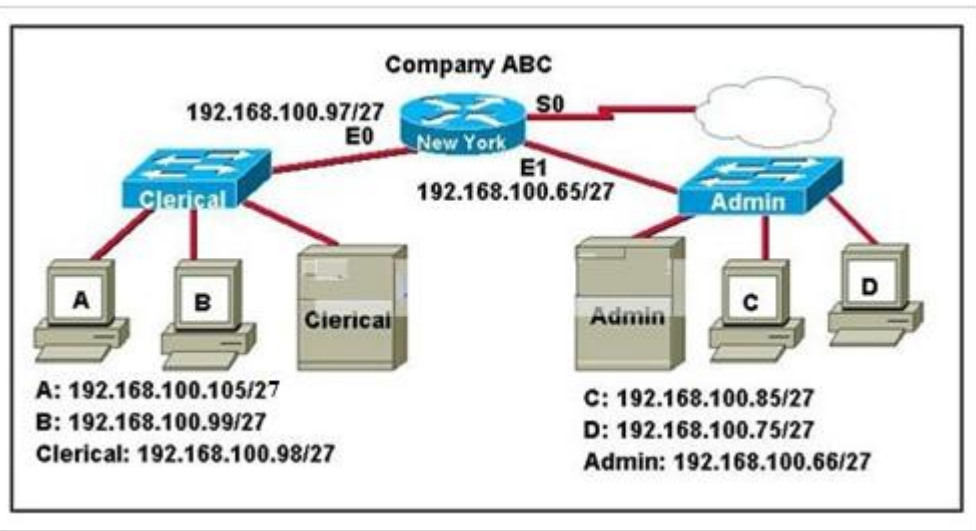 Company ABC
192.168.100.97/27
S0
E0
New York
E1
192.168.100.65/27
Clerical
Admin
A
B
Clerical
Admin
C
D
A: 192.168.100.105/27
B: 192.168.100.99/27
Clerical: 192.168.100.98/27
C: 192.168.100.85/27
D: 192.168.100.75/27
Admin: 192.168.100.66/27